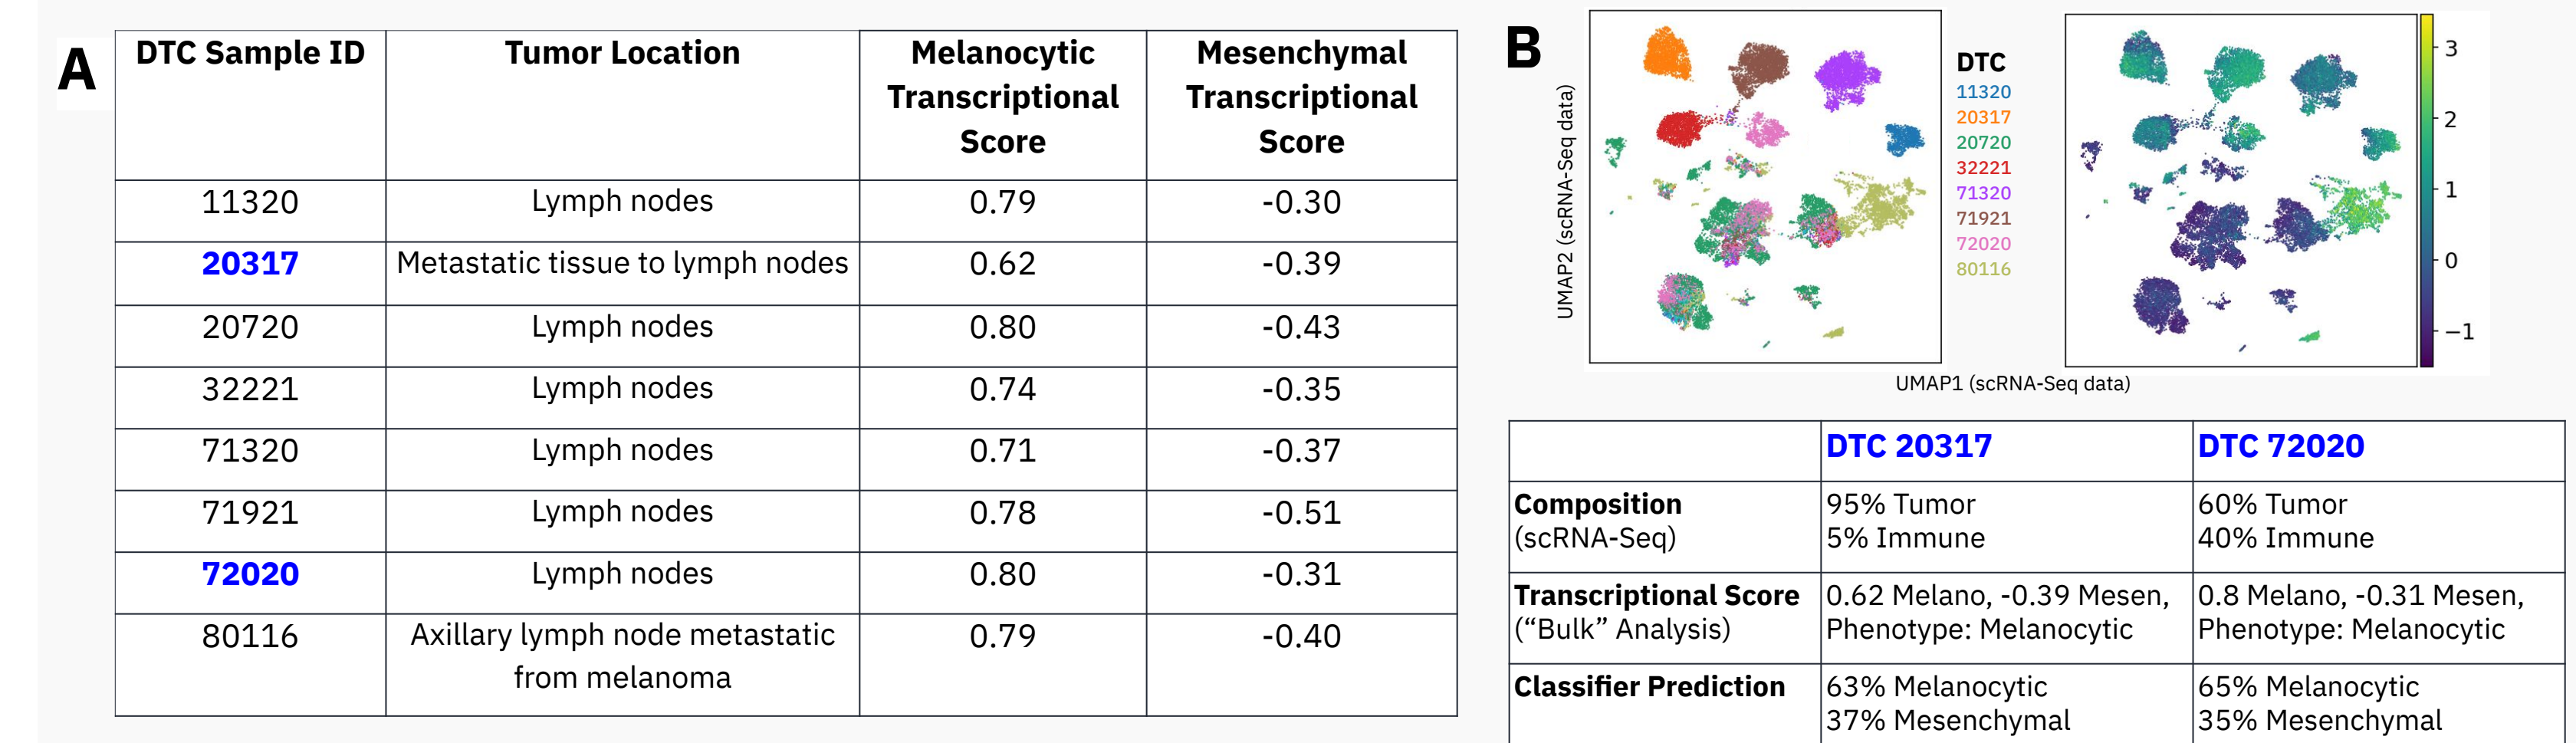 A
DTC Sample ID
Tumor Location
Melanocytic
Transcriptional
Score
Mesenchymal
Transcriptional
Score
11320
Lymph nodes
0.79
-0.30
20317
Metastatic tissue to lymph nodes
0.62
-0.39
20720
Lymph nodes
0.80
-0.43
32221
Lymph nodes
0.74
-0.35
71320
Lymph nodes
0.71
-0.37
71921
Lymph nodes
0.78
-0.51
72020
Lymph nodes
0.80
-0.31
80116
Axillary lymph node metastatic
from melanoma
0.79
-0.40
B
UMAP2 (scRNA-Seq data)
DTC
11320
20317
20720
32221
71320
71921
72020
80116
3
2
1
0
−1
UMAP1 (scRNA-Seq data)
DTC 20317
DTC 72020
Composition
(scRNA-Seq)
95% Tumor
5% Immune
60% Tumor
40% Immune
Transcriptional Score
(“Bulk” Analysis)
0.62 Melano, -0.39 Mesen,
Phenotype: Melanocytic
0.8 Melano, -0.31 Mesen,
Phenotype: Melanocytic
Classifier Prediction
63% Melanocytic
37% Mesenchymal
65% Melanocytic
35% Mesenchymal